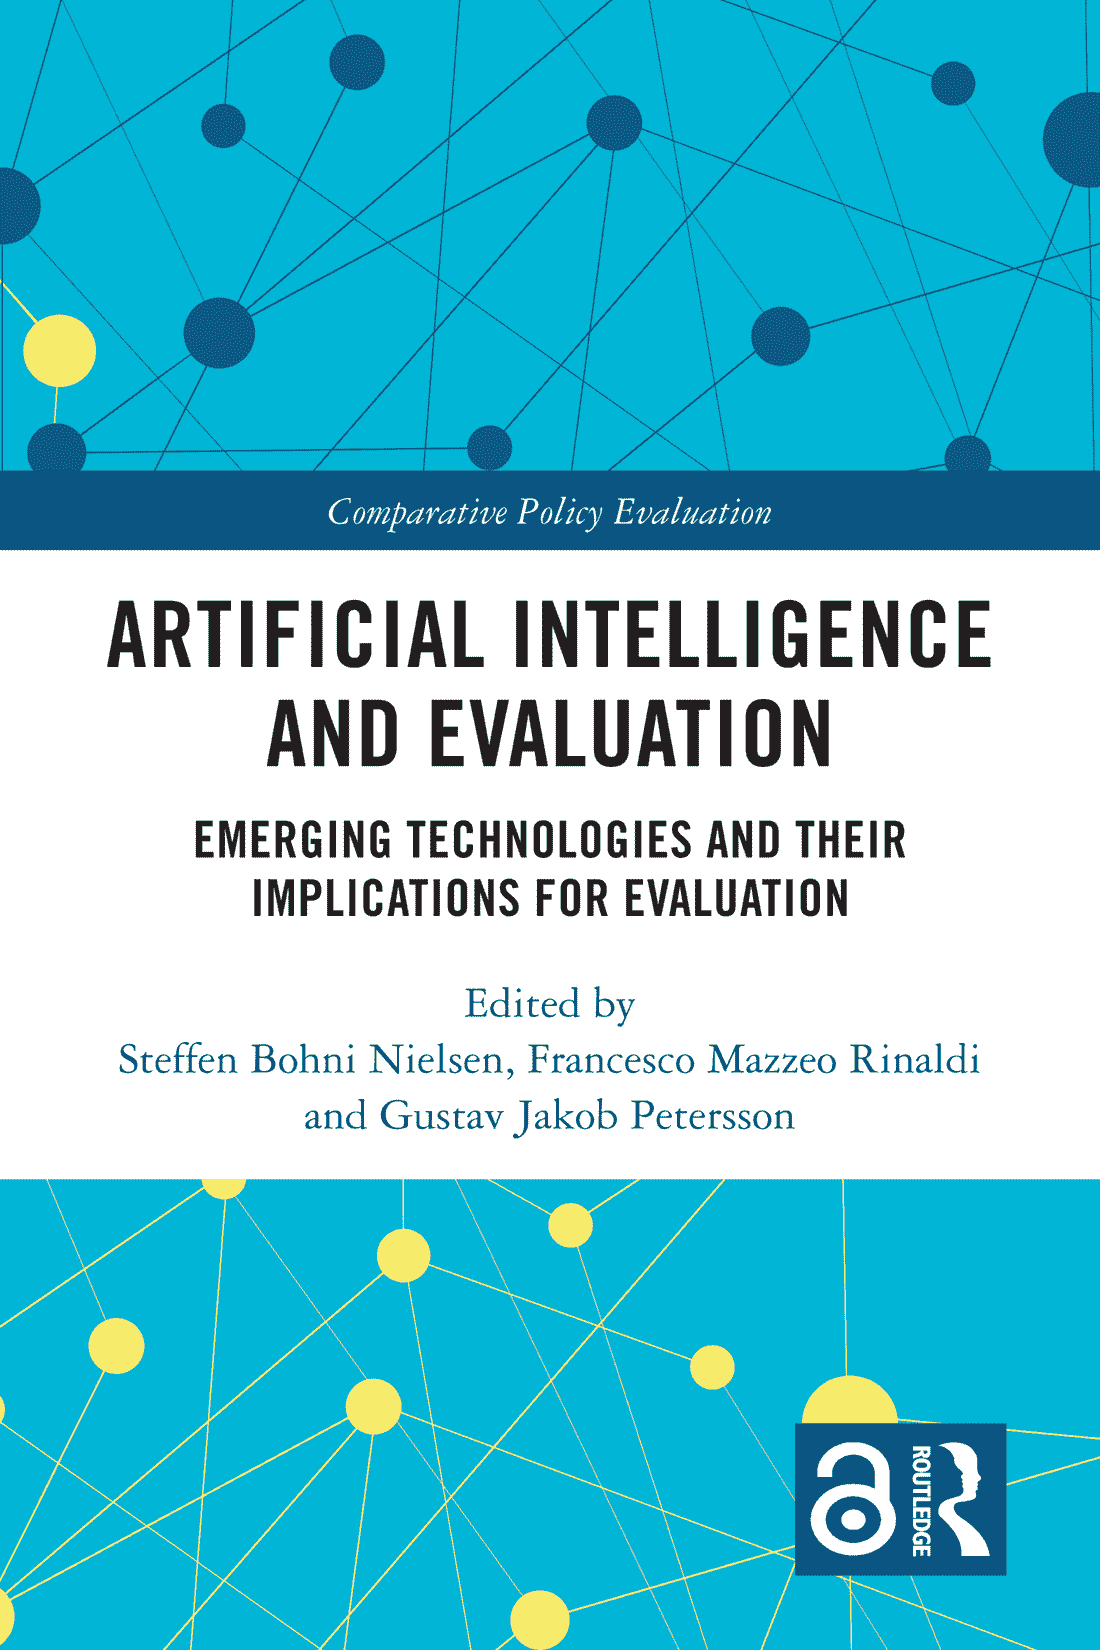 Comparative Policy Evaluation
ARTIFICIAL INTELLIGENCE
AND EVALUATION
EMERGING TECHNOLOGIES AND THEIR
IMPLICATIONS FOR EVALUATION
Edited by
Steffen Bohni Nielsen, Francesco Mazzeo Rinaldi
and Gustav Jakob Petersson
ROUTLEDGE